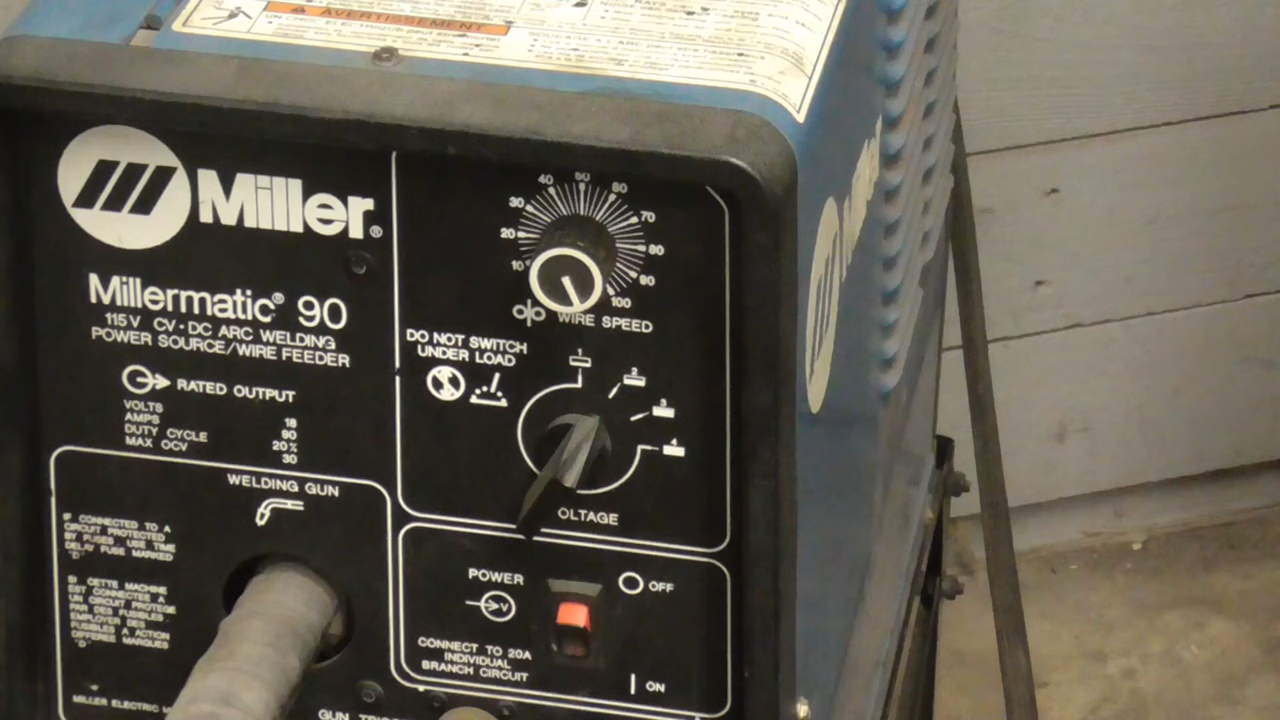 AVERTISSEMENT
Miller®
Millermatic® 90
115V CV·DC ARC WELDING
POWER SOURCE/WIRE FEEDER
RATED OUTPUT
VOLTS 18
AMPS 90
DUTY CYCLE 20%
MAX OCV 30
10 20 30 40 50 60 70 80 90 100
WIRE SPEED
DO NOT SWITCH
UNDER LOAD
1
2
3
4
OLTAGE
WELDING GUN
IF CONNECTED TO A
CIRCUIT PROTECTED
BY FUSES, USE TIME
DELAY FUSE MARKED
"D"
SI CETTE MACHINE
EST CONNECTEE A
UN CIRCUIT PROTEGE
PAR DES FUSIBLES.
EMPLOYER DES
FUSIBLES A ACTION
DIFFEREE MARQUES
"D"
MILLER ELECTRIC
POWER
V
OFF
CONNECT TO 20A
INDIVIDUAL
BRANCH CIRCUIT
ON
GUN